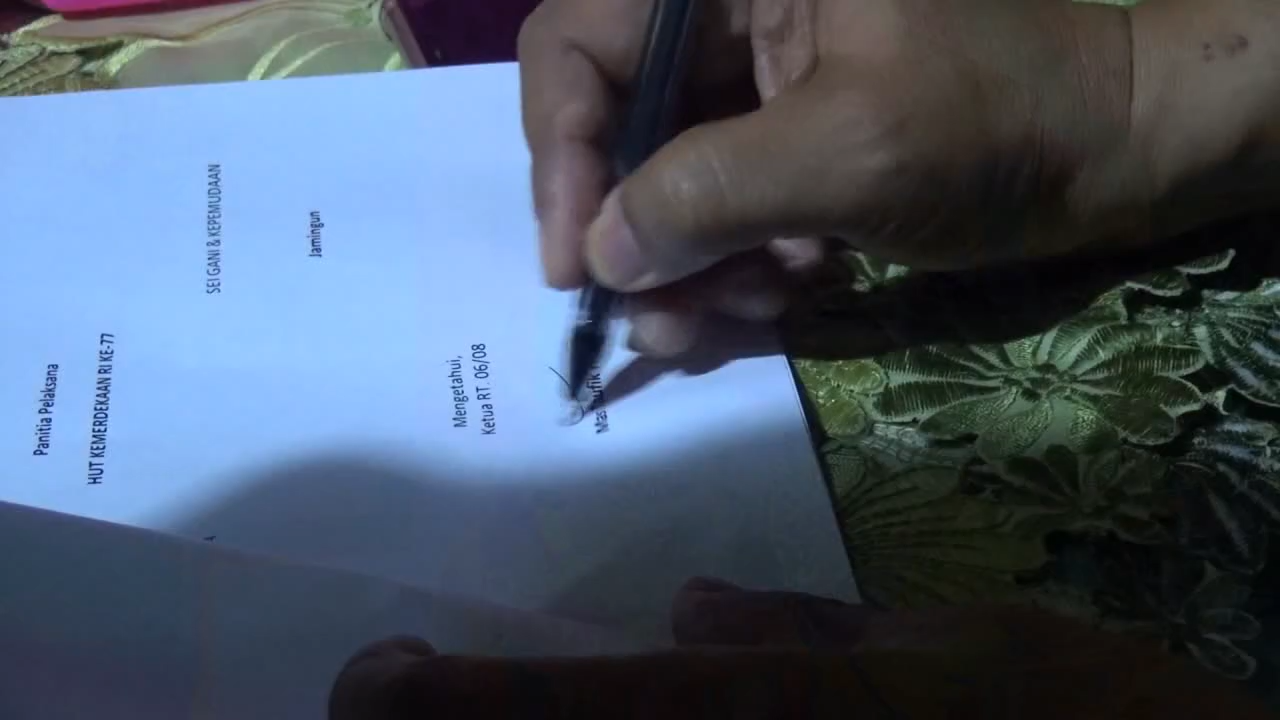 Panitia Pelaksana
HUT KEMERDEKAAN RI KE-77
SEI GANI & KEPEMUDAAN
Jamingun
Mengetahui,
Ketua RT 06/08